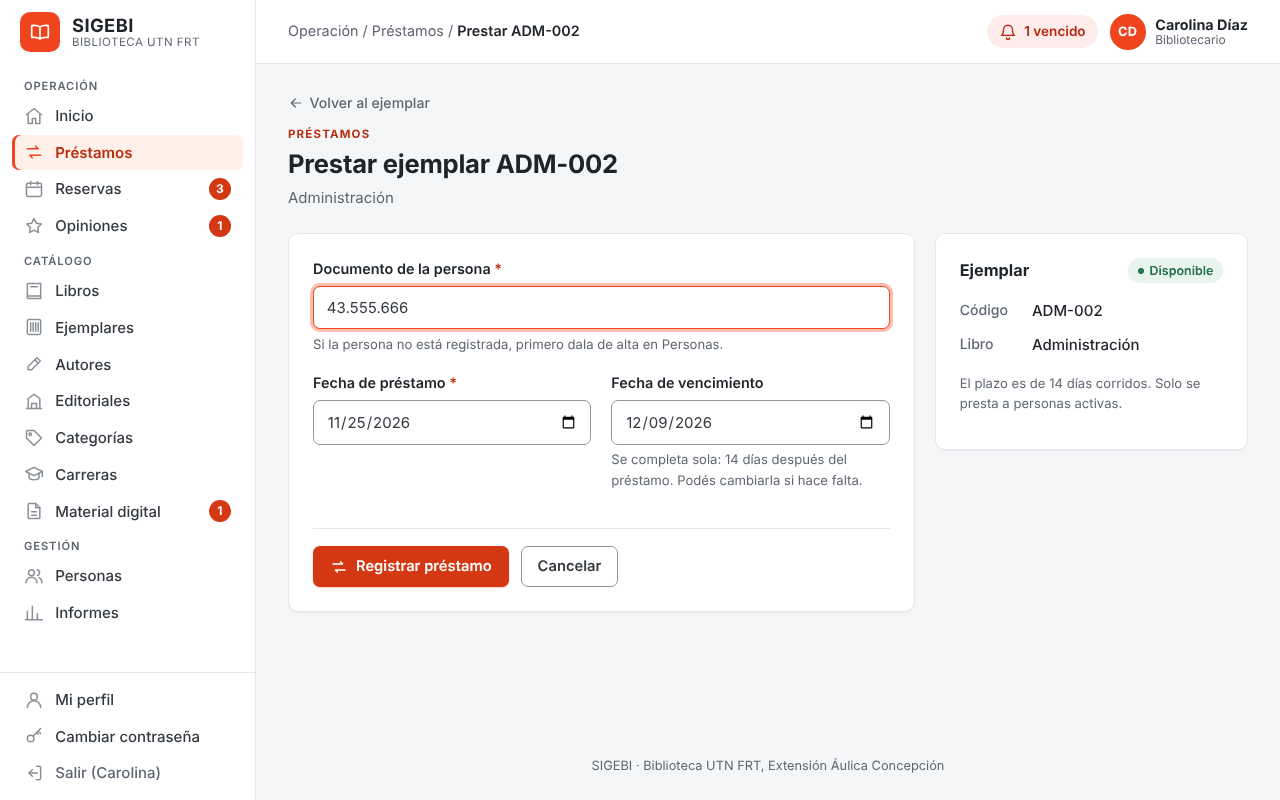 SIGEBI
BIBLIOTECA UTN FRT
OPERACIÓN
Inicio
Préstamos
Reservas 3
Opiniones 1
CATÁLOGO
Libros
Ejemplares
Autores
Editoriales
Categorías
Carreras
Material digital 1
GESTIÓN
Personas
Informes
Mi perfil
Cambiar contraseña
Salir (Carolina)
Operación / Préstamos / Prestar ADM-002
1 vencido
CD
Carolina Díaz
Bibliotecario
← Volver al ejemplar
PRÉSTAMOS
Prestar ejemplar ADM-002
Administración
Documento de la persona *
43.555.666
Si la persona no está registrada, primero dala de alta en Personas.
Fecha de préstamo *
11/25/2026
Fecha de vencimiento
12/09/2026
Se completa sola: 14 días después del
préstamo. Podés cambiarla si hace falta.
Registrar préstamo
Cancelar
Ejemplar
Disponible
Código ADM-002
Libro Administración
El plazo es de 14 días corridos. Solo se
presta a personas activas.
SIGEBI · Biblioteca UTN FRT, Extensión Áulica Concepción